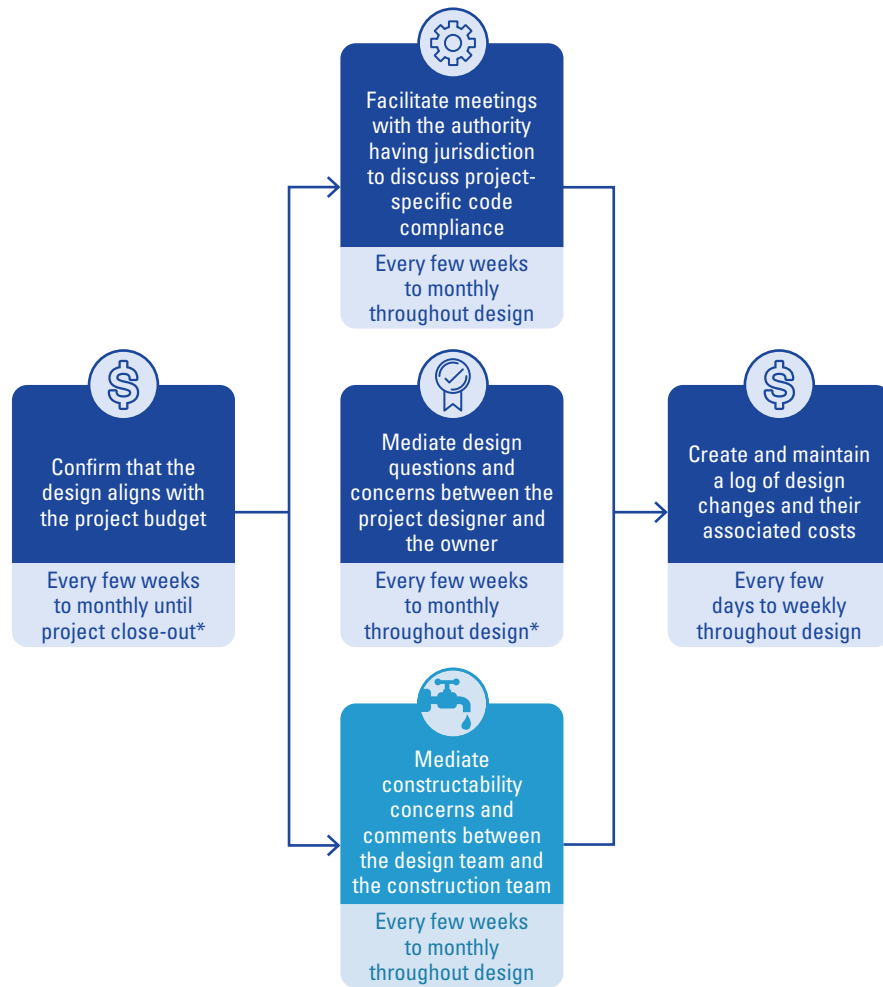 Facilitate meetings
with the authority
having jurisdiction
to discuss project-
specific code
compliance
Every few weeks
to monthly
throughout design
$
Confirm that the
design aligns with
the project budget
Every few weeks
to monthly until
project close-out*
Mediate design
questions and
concerns between the
project designer and
the owner
Every few weeks
to monthly
throughout design*
$
Create and maintain
a log of design
changes and their
associated costs
Every few
days to weekly
throughout design
Mediate
constructability
concerns and
comments between
the design team and
the construction team
Every few weeks
to monthly
throughout design